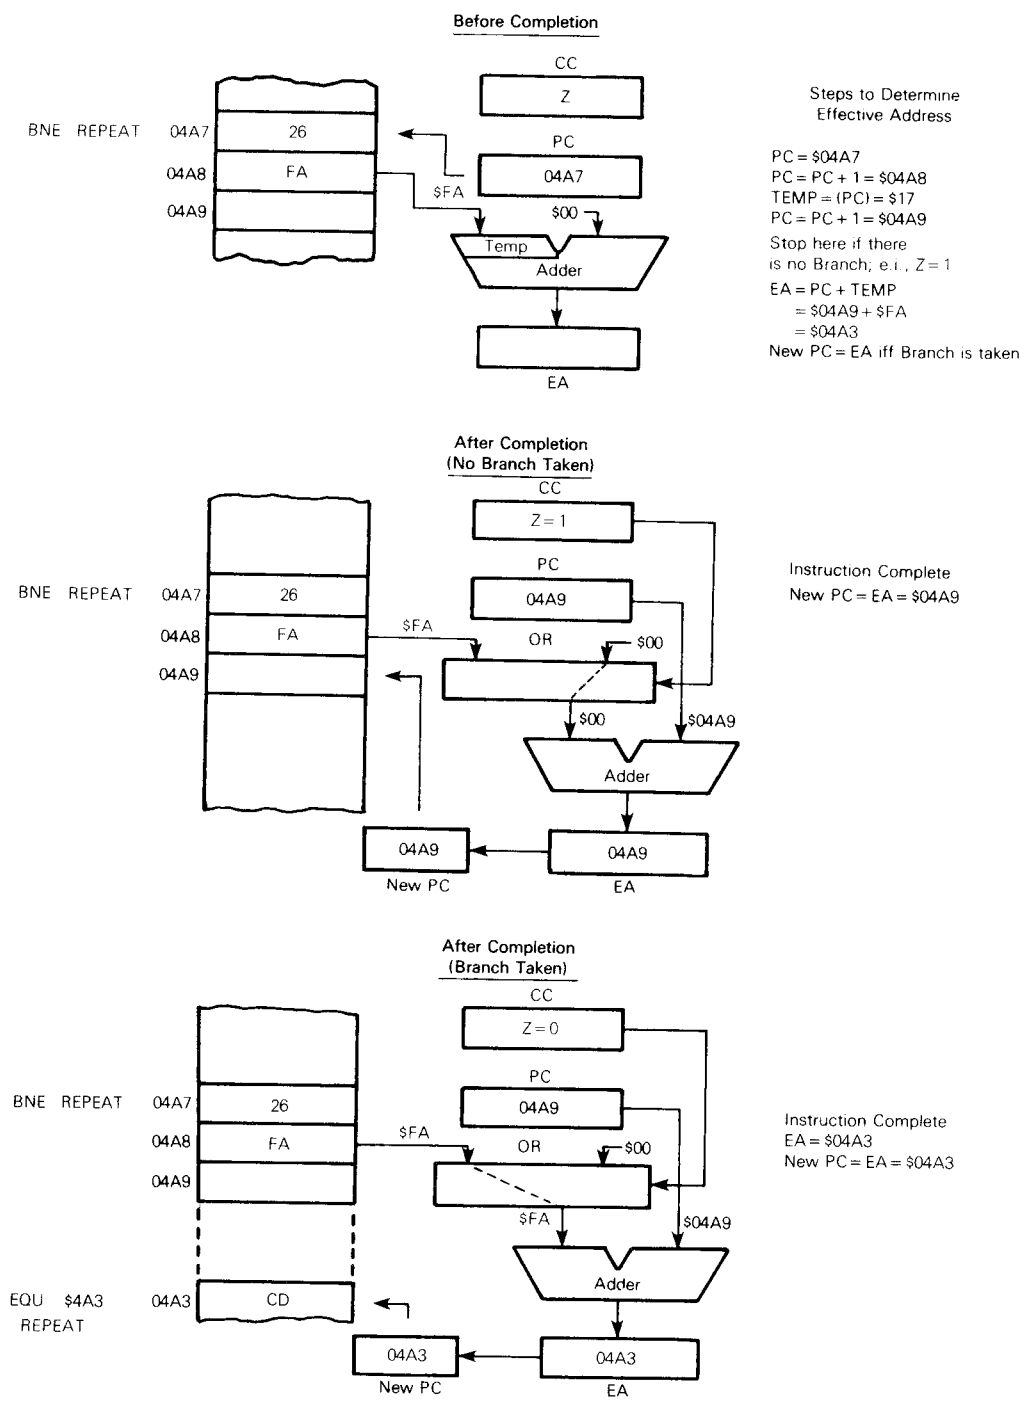 Before Completion
CC
Z
Steps to Determine
Effective Address
BNE REPEAT 04A7 26
PC
04A7
04A8 FA
$FA
04A9
$00
Temp
Adder
EA
PC = $04A7
PC = PC + 1 = $04A8
TEMP = (PC) = $17
PC = PC + 1 = $04A9
Stop here if there
is no Branch; e.i., Z = 1
EA = PC + TEMP
= $04A9 + $FA
= $04A3
New PC = EA iff Branch is taken
After Completion
(No Branch Taken)
CC
Z = 1
PC
04A9
Instruction Complete
New PC = EA = $04A9
BNE REPEAT 04A7 26
04A8 FA
$FA
OR
$00
04A9
$00
$04A9
Adder
04A9
New PC
04A9
EA
After Completion
(Branch Taken)
CC
Z = 0
PC
04A9
BNE REPEAT 04A7 26
04A8 FA
$FA
OR
$00
04A9
Instruction Complete
EA = $04A3
New PC = EA = $04A3
$FA
$04A9
Adder
EQU $4A3 04A3 CD
REPEAT
04A3
New PC
04A3
EA